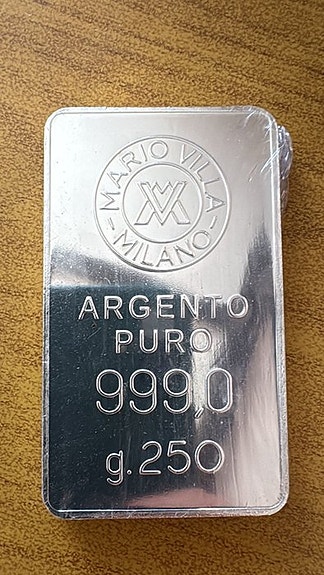 MARIO VILLA
MV
MILANO
ARGENTO
PURO
999,0
g.250